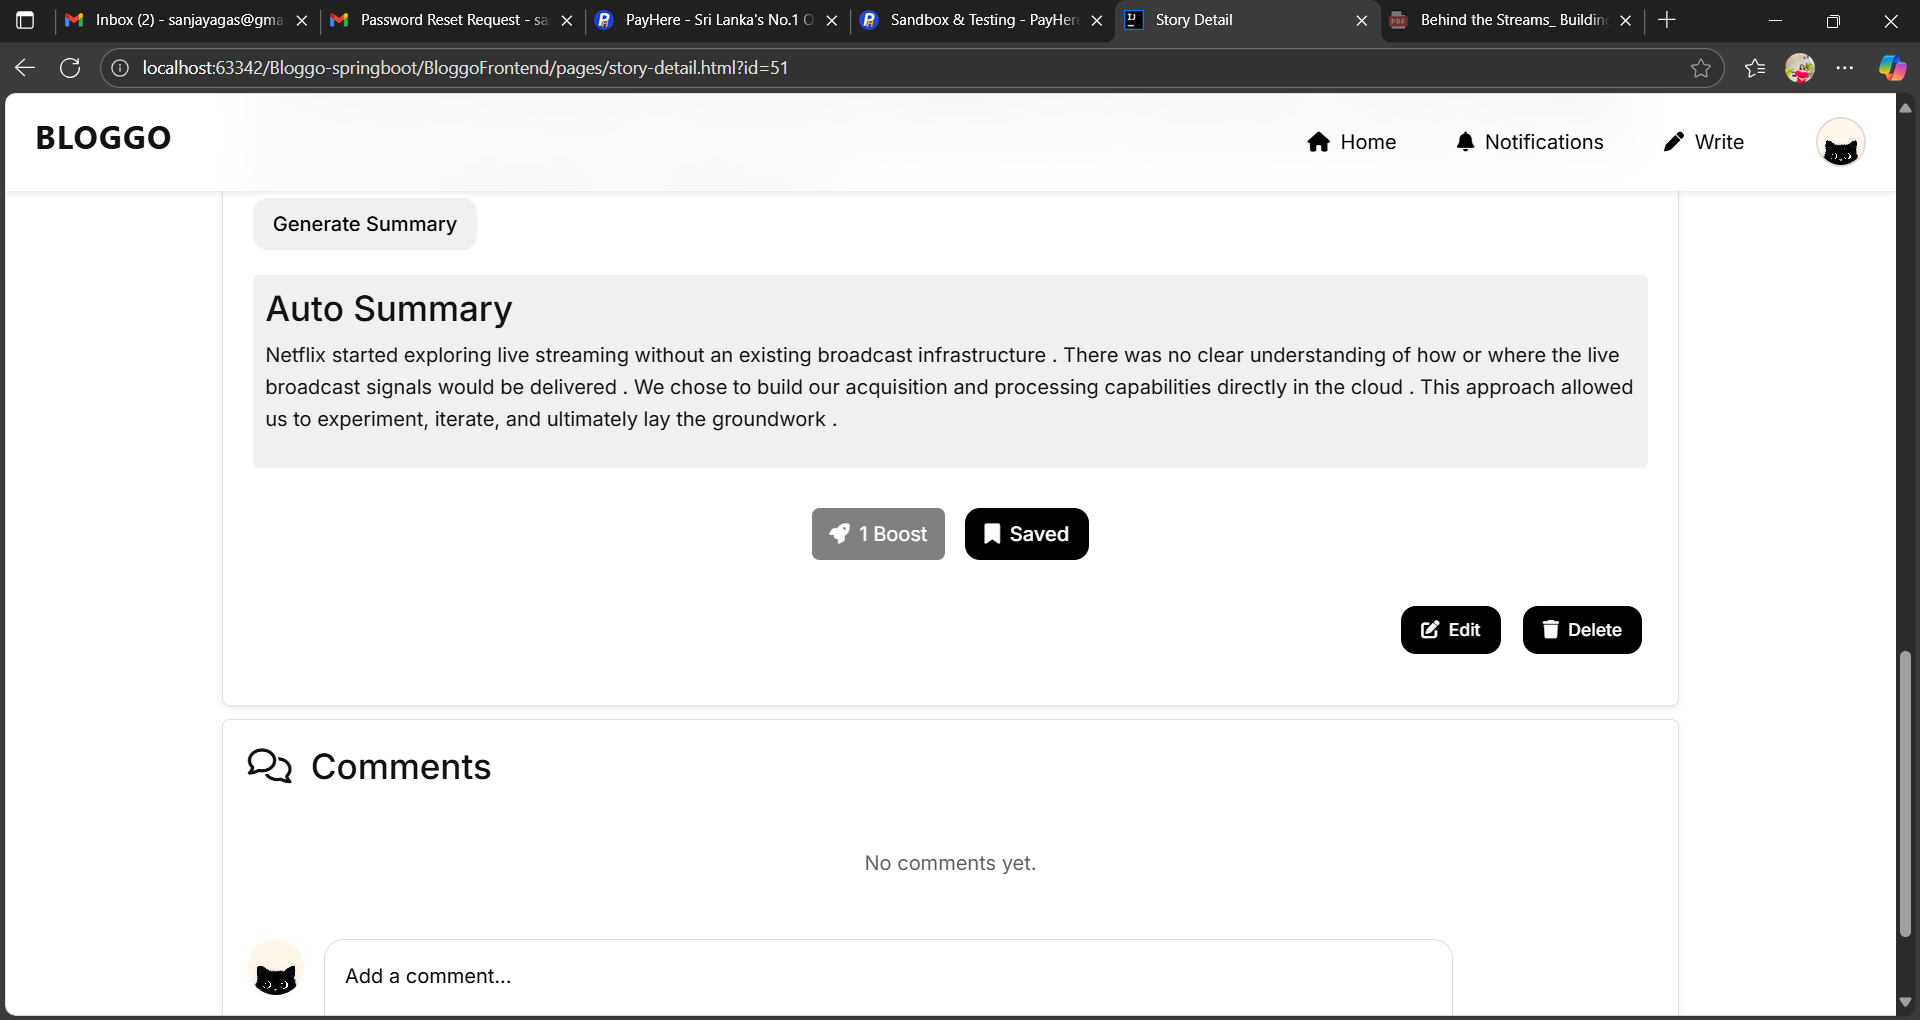 Inbox (2) - sanjayagas@gma
Password Reset Request - sa
PayHere - Sri Lanka's No.1 O
Sandbox & Testing - PayHere
Story Detail
Behind the Streams_ Building
localhost:63342/Bloggo-springboot/BloggoFrontend/pages/story-detail.html?id=51
BLOGGO
Home
Notifications
Write
Generate Summary
Auto Summary
Netflix started exploring live streaming without an existing broadcast infrastructure . There was no clear understanding of how or where the live
broadcast signals would be delivered . We chose to build our acquisition and processing capabilities directly in the cloud . This approach allowed
us to experiment, iterate, and ultimately lay the groundwork .
1 Boost
Saved
Edit
Delete
Comments
No comments yet.
Add a comment...